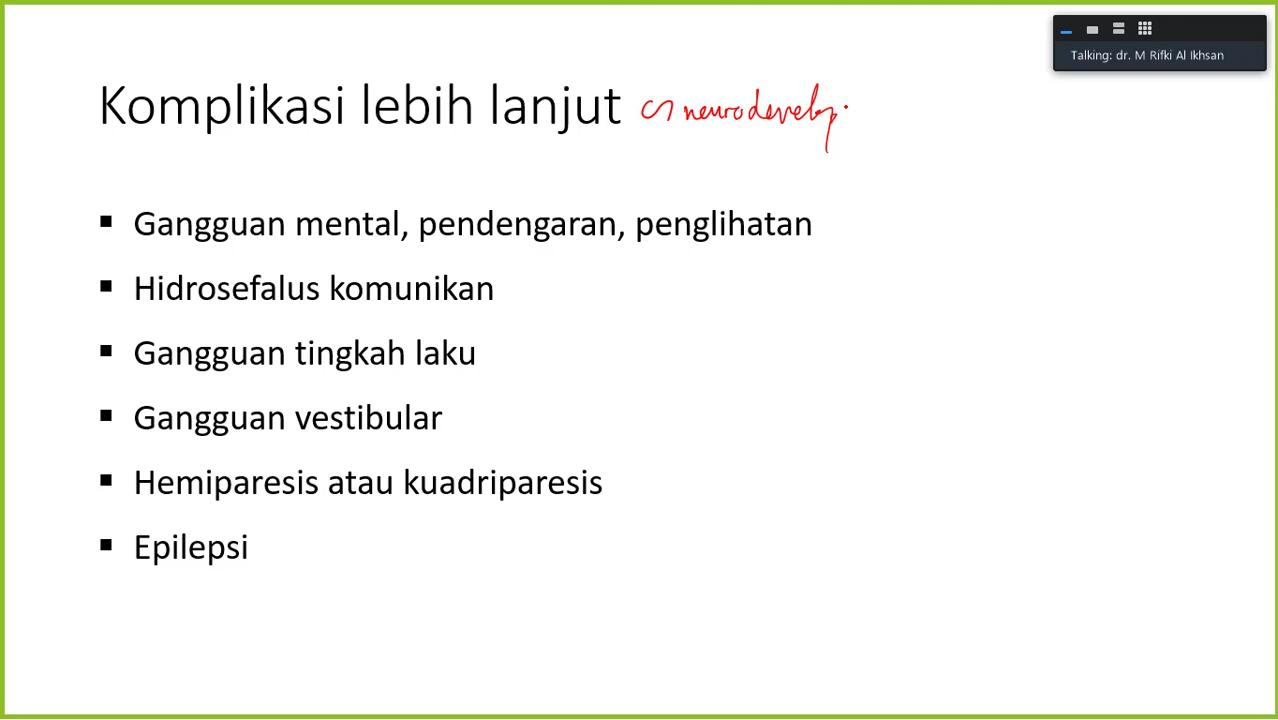 Talking: dr. M Rifki Al Ikhsan
Komplikasi lebih lanjut neurodevelop.
▪ Gangguan mental, pendengaran, penglihatan
▪ Hidrosefalus komunikan
▪ Gangguan tingkah laku
▪ Gangguan vestibular
▪ Hemiparesis atau kuadriparesis
▪ Epilepsi